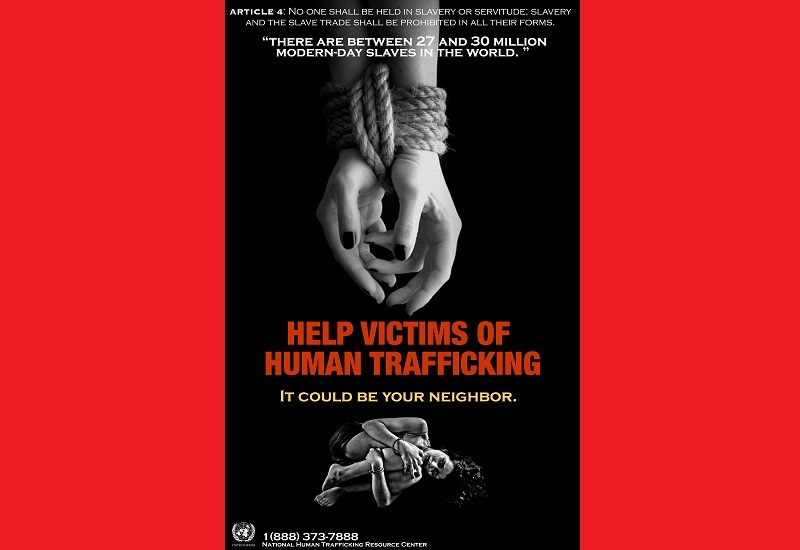 ARTICLE 4: NO ONE SHALL BE HELD IN SLAVERY OR SERVITUDE; SLAVERY
AND THE SLAVE TRADE SHALL BE PROHIBITED IN ALL THEIR FORMS.
“THERE ARE BETWEEN 27 AND 30 MILLION
MODERN-DAY SLAVES IN THE WORLD. ”
HELP VICTIMS OF
HUMAN TRAFFICKING
IT COULD BE YOUR NEIGHBOR.
1(888) 373-7888
NATIONAL HUMAN TRAFFICKING RESOURCE CENTER